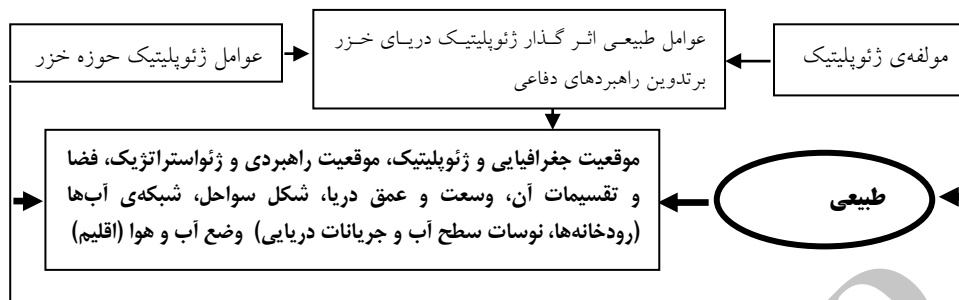 مولفه‌ی ژئوپلیتیک
عوامل طبیعی اثر گذار ژئوپلیتیک دریای خزر
برتدوین راهبردهای دفاعی
عوامل ژئوپلیتیک حوزه خزر
طبیعی
موقعیت جغرافیایی و ژئوپلیتیک، موقعیت راهبردی و ژئواستراتژیک، فضا
و تقسیمات آن، وسعت و عمق دریا، شکل سواحل، شبکه‌ی آب‌ها
(رودخانه‌ها، نوسات سطح آب و جریانات دریایی) وضع آب و هوا (اقلیم)